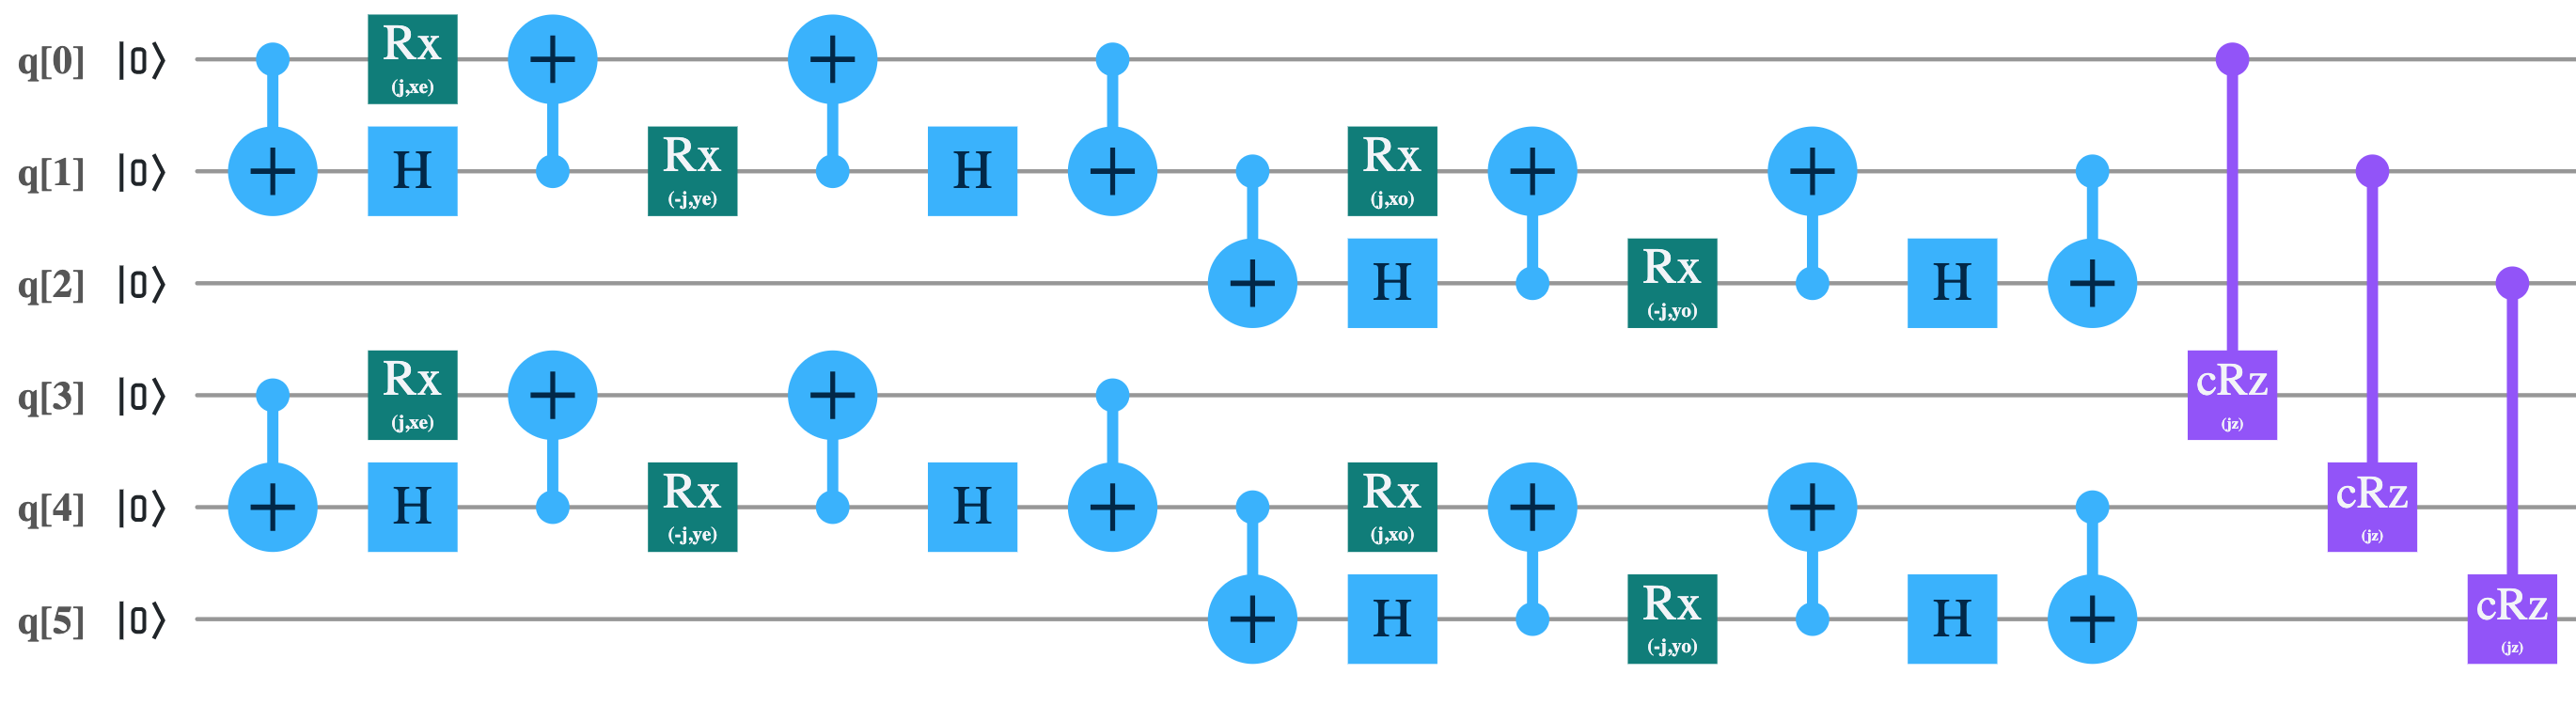 q[0] |0⟩ Rx (j,xe) + +
q[1] |0⟩ + H Rx (-j,ye) H + Rx (j,xo) + +
q[2] |0⟩ + H Rx (-j,yo) H +
q[3] |0⟩ Rx (j,xe) + + cRz (jz)
q[4] |0⟩ + H Rx (-j,ye) H + Rx (j,xo) + + cRz (jz)
q[5] |0⟩ + H Rx (-j,yo) H + cRz (jz)